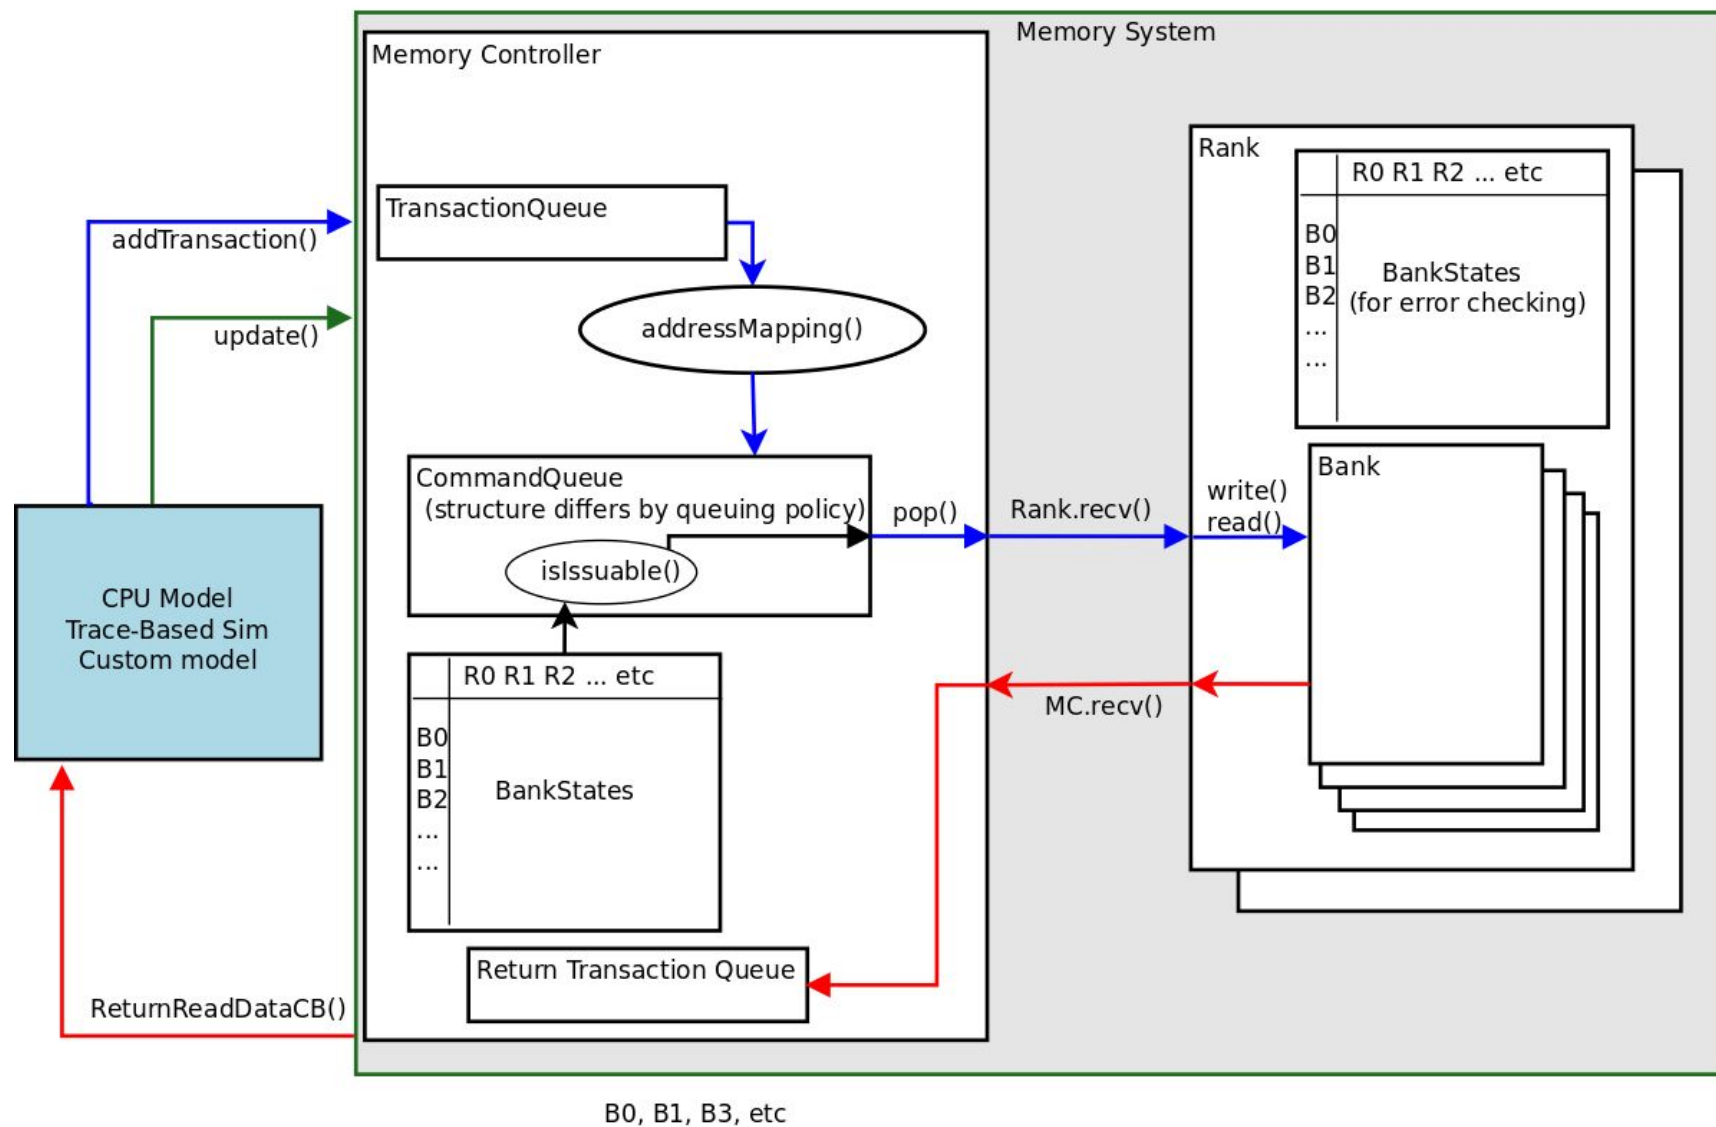 Memory System
Memory Controller
TransactionQueue
addTransaction()
update()
addressMapping()
CommandQueue
(structure differs by queuing policy)
isIssuable()
pop()
Rank.recv()
write()
read()
Rank
R0 R1 R2 ... etc
B0
B1
B2
...
...
BankStates
(for error checking)
Bank
CPU Model
Trace-Based Sim
Custom model
R0 R1 R2 ... etc
B0
B1
B2
...
...
BankStates
MC.recv()
Return Transaction Queue
ReturnReadDataCB()
B0, B1, B3, etc